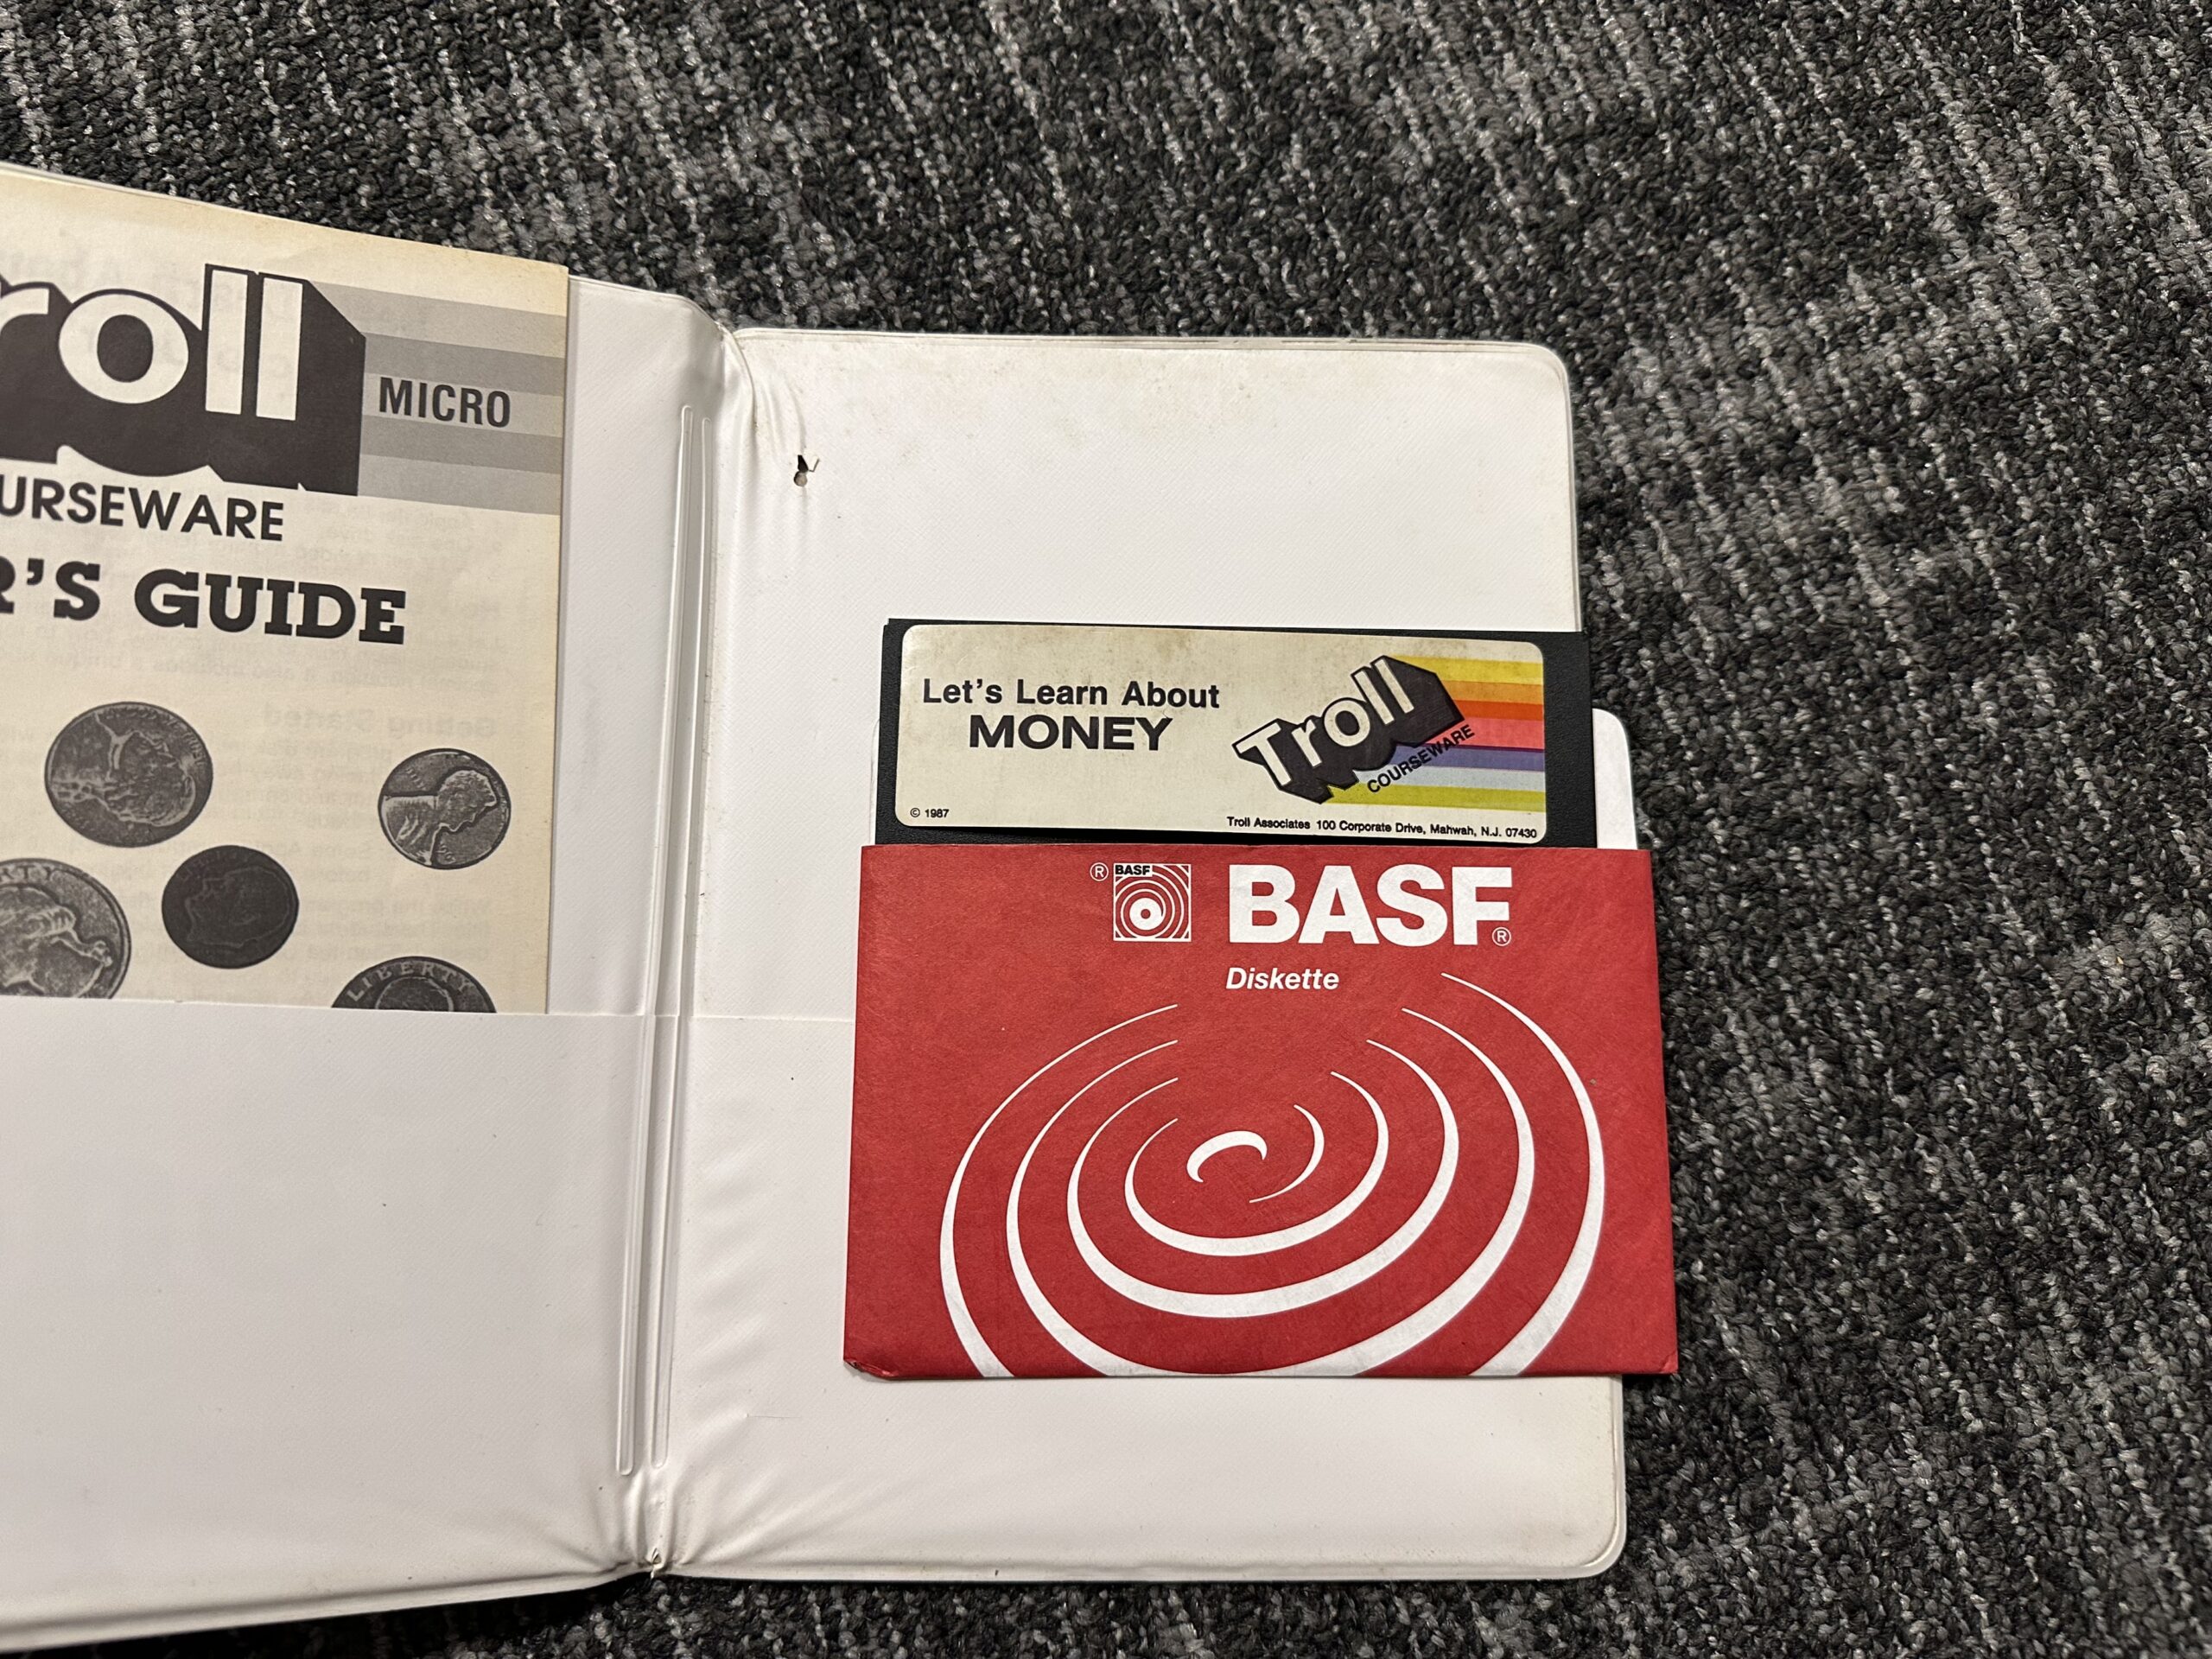 roll
MICRO
URSEWARE
R'S GUIDE
LIBERTY
Let's Learn About
MONEY
Troll
COURSEWARE
© 1987
Troll Associates 100 Corporate Drive, Mahwah, N.J. 07430
® BASF
BASF®
Diskette